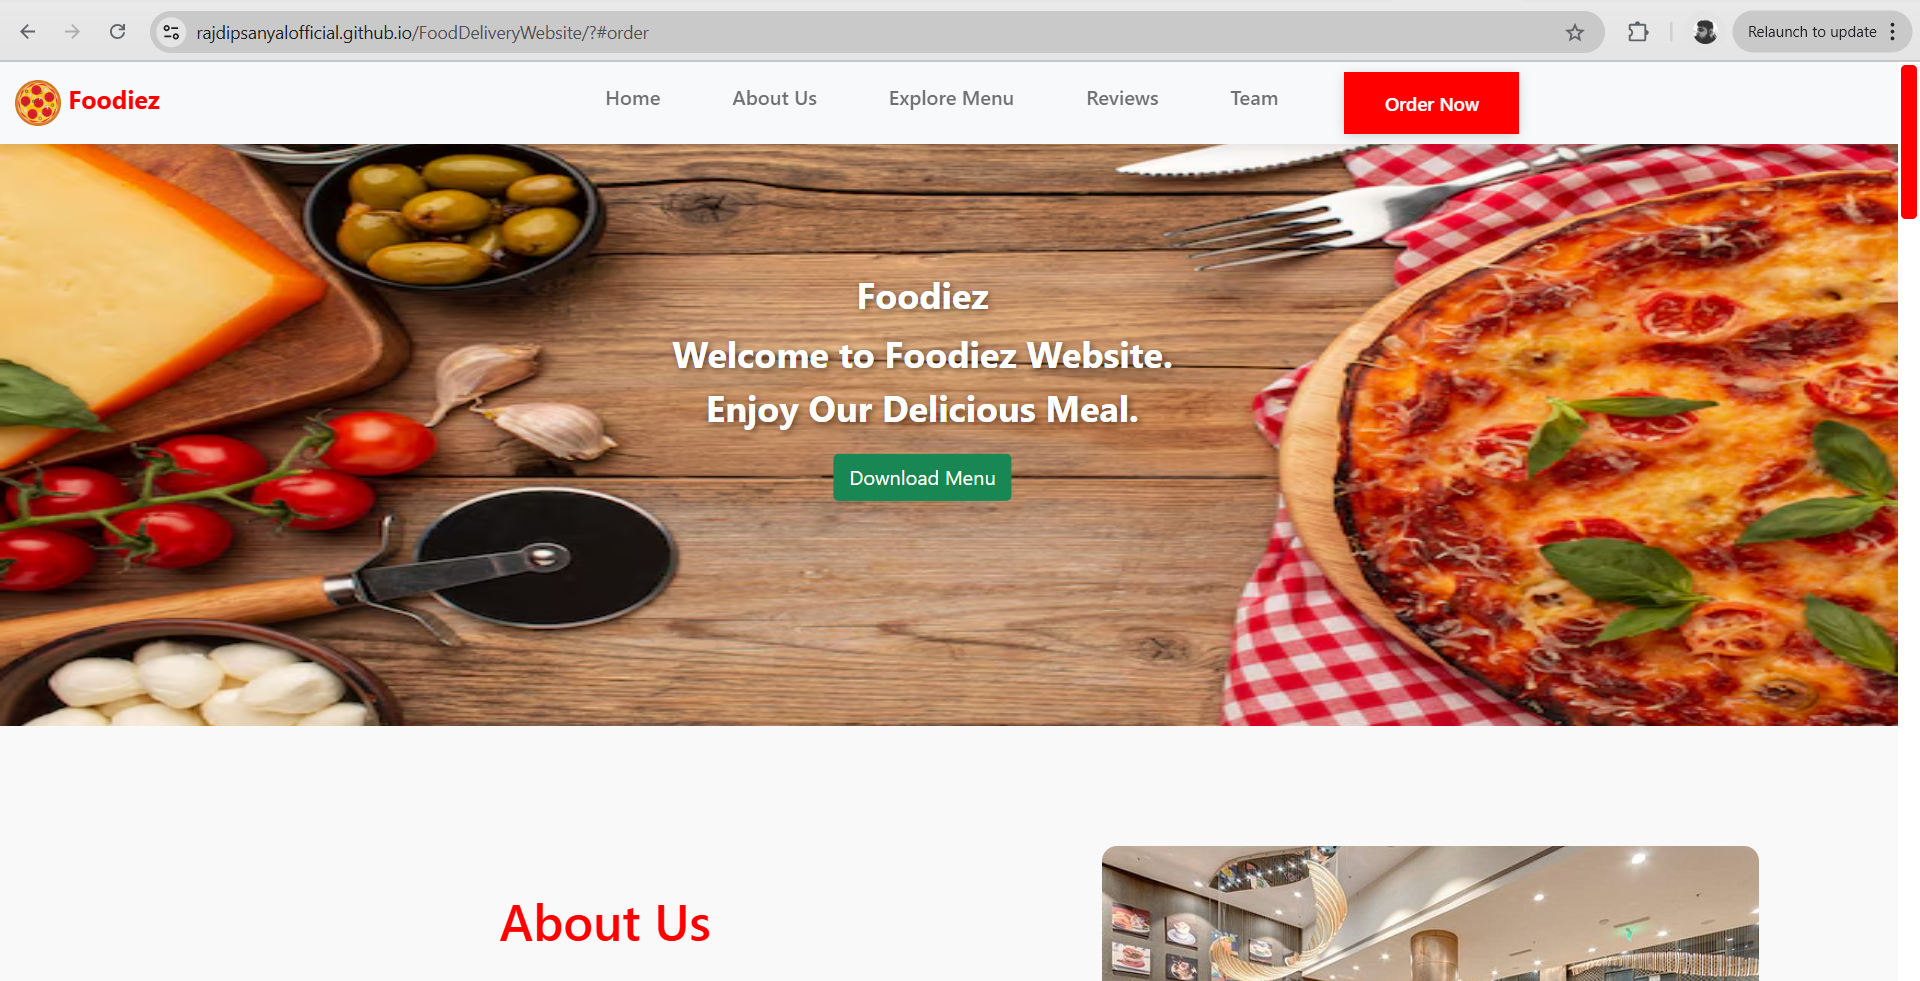 rajdipsanyalofficial.github.io/FoodDeliveryWebsite/?#order
Relaunch to update
Foodiez
Home
About Us
Explore Menu
Reviews
Team
Order Now
Foodiez
Welcome to Foodiez Website.
Enjoy Our Delicious Meal.
Download Menu
About Us